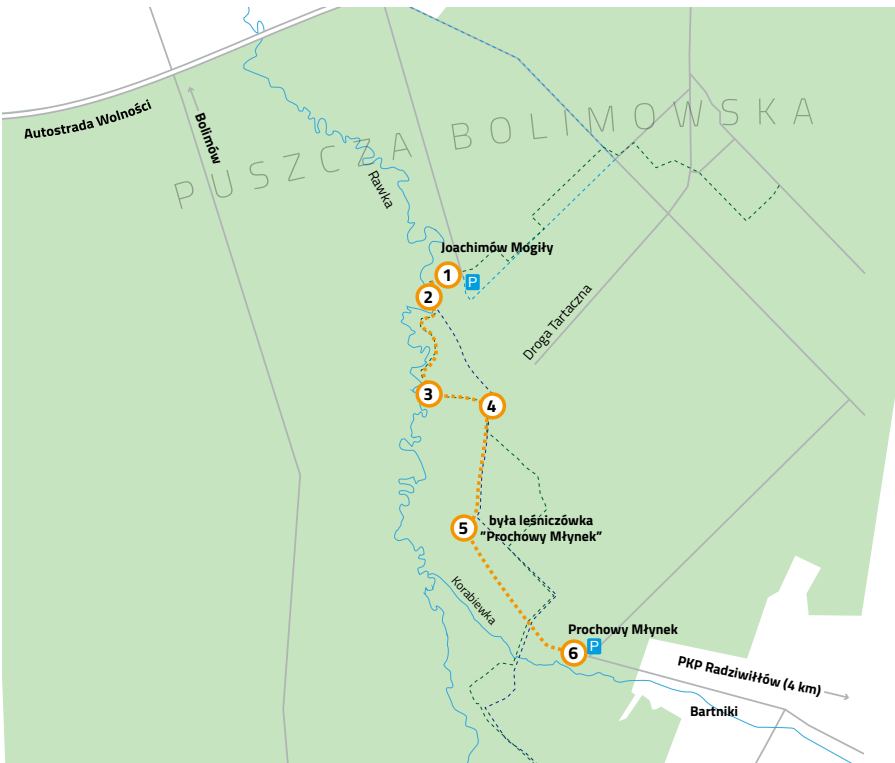 Autostrada Wolności
Bolimów
PUSZCZA BOLIMOWSKA
Rawka
Joachimów Mogiły
1
P
2
Droga Tartaczna
3
4
5
była leśniczówka
"Prochowy Młynek"
Korabiewka
Prochowy Młynek
P
6
PKP Radziwiłłów (4 km)
Bartniki